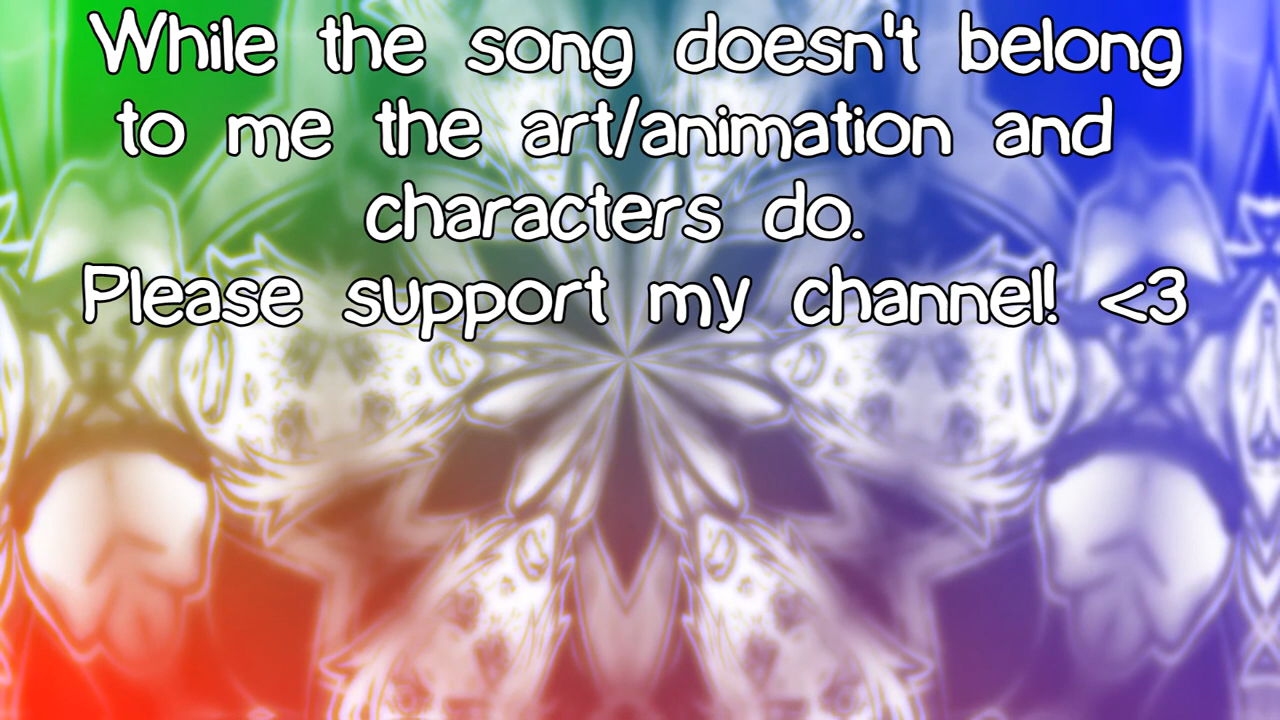 While the song doesn't belong
to me the art/animation and
characters do.
Please support my channel! <3